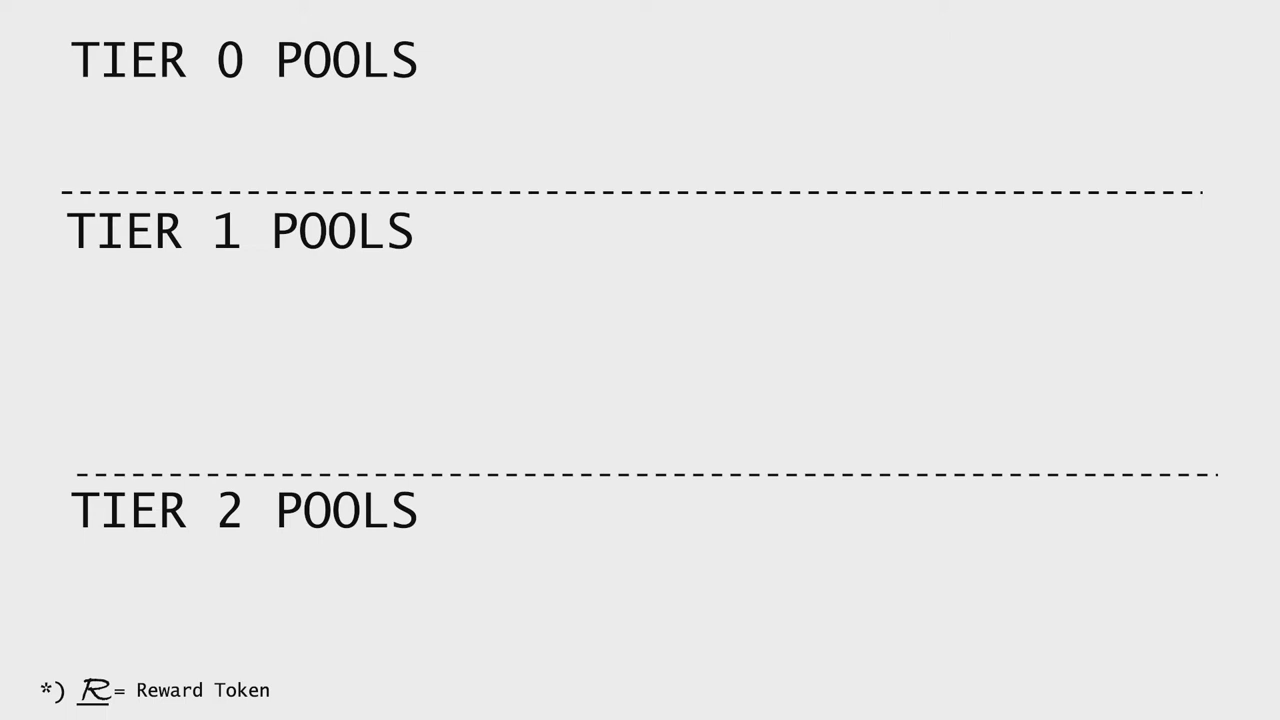 TIER 0 POOLS
TIER 1 POOLS
TIER 2 POOLS
*) R = Reward Token